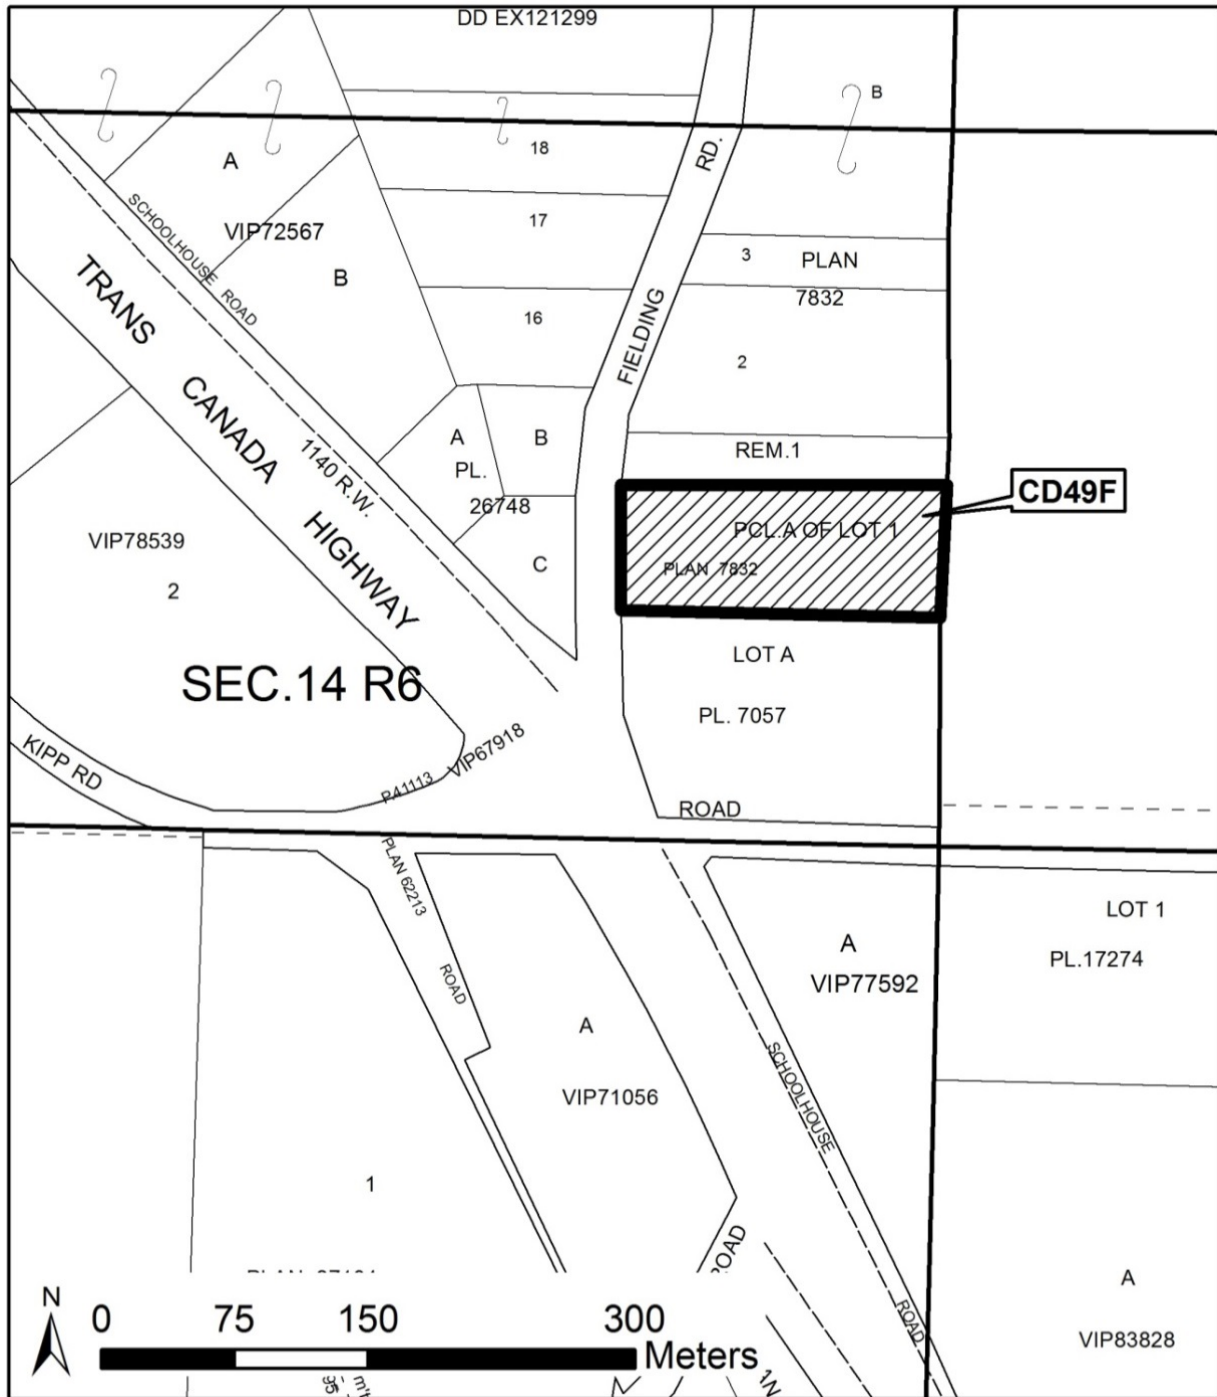 DD EX121299
B
RD.
18
A
SCHOOLHOUSE ROAD
VIP72567
17
B
3
PLAN
7832
TRANS
CANADA
HIGHWAY
16
FIELDING
2
1140 R.W.
A
B
PL.
26748
C
REM.1
CD49F
PCL.A OF LOT 1
PLAN 7832
VIP78539
2
LOT A
SEC.14 R6
PL. 7057
KIPP RD
P.41113
VIP67918
ROAD
PLAN 62213
ROAD
LOT 1
PL.17274
A
VIP77592
A
VIP71056
SCHOOLHOUSE
ROAD
1
ROAD
A
VIP83828
N
0 75 150 300
Meters
95